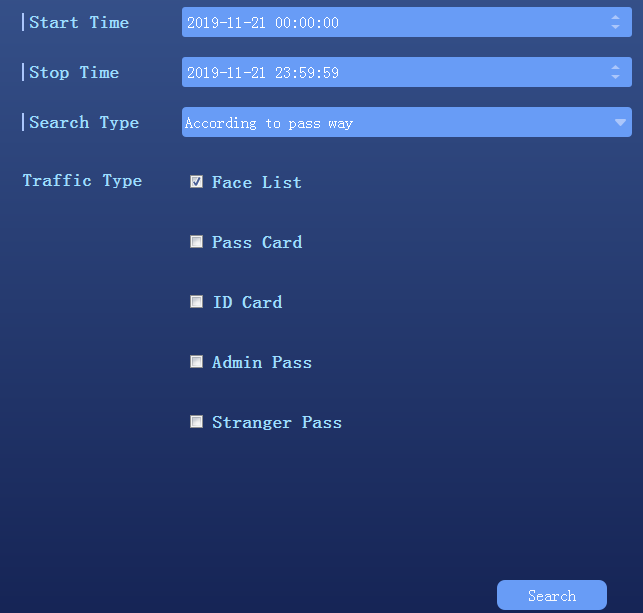 Start Time 2019-11-21 00:00:00
Stop Time 2019-11-21 23:59:59
Search Type According to pass way
Traffic Type Face List
Pass Card
ID Card
Admin Pass
Stranger Pass
Search